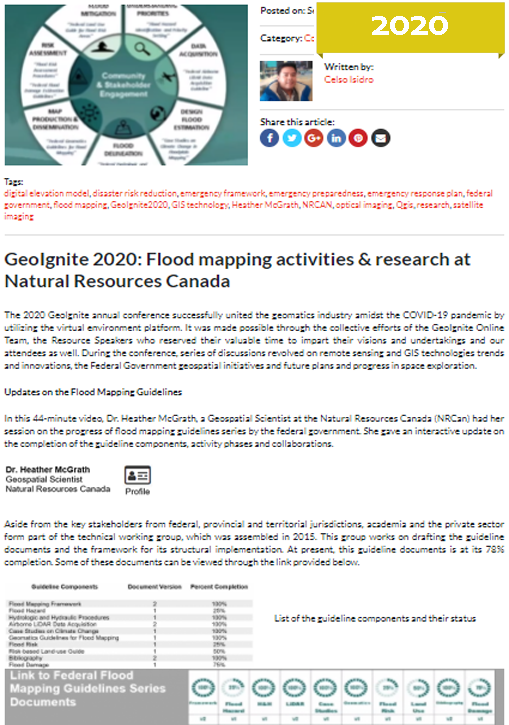 FLOOD
MITIGATION
UNDERSTANDING
PRIORITIES
RISK
ASSESSMENT
DATA
ACQUISITION
Community
& Stakeholder
Engagement
MAP
PRODUCTION &
DISSEMINATION
DESIGN
FLOOD
ESTIMATION
FLOOD
DELINEATION
Posted on:
2020
Category:
Written by:
Celso Isidro
Share this article:
Tags:
digital elevation model, disaster risk reduction, emergency framework, emergency preparedness, emergency response plan, federal
government, flood mapping, GeoIgnite2020, GIS technology, Heather McGrath, NRCAN, optical imaging, Qgis, research, satellite
imaging
GeoIgnite 2020: Flood mapping activities & research at
Natural Resources Canada
The 2020 GeoIgnite annual conference successfully united the geomatics industry amidst the COVID-19 pandemic by
utilizing the virtual environment platform. It was made possible through the collective efforts of the GeoIgnite Online
Team, the Resource Speakers who reserved their valuable time to impart their visions and undertakings and our
attendees as well. During the conference, series of discussions revolved on remote sensing and GIS technologies trends
and innovations, the Federal Government geospatial initiatives and future plans and progress in space exploration.
Updates on the Flood Mapping Guidelines
In this 44-minute video, Dr. Heather McGrath, a Geospatial Scientist at the Natural Resources Canada (NRCan) had her
session on the progress of flood mapping guidelines series by the federal government. She gave an interactive update on
the completion of the guideline components, activity phases and collaborations.
Dr. Heather McGrath
Geospatial Scientist
Natural Resources Canada
Profile
Aside from the key stakeholders from federal, provincial and territorial jurisdictions, academia and the private sector
form part of the technical working group, which was assembled in 2015. This group works on drafting the guideline
documents and the framework for its structural implementation. At present, this guideline documents is at its 78%
completion. Some of these documents can be viewed through the link provided below.
Guideline Components Document Version Percent Completion
Flood Mapping Framework 2 100%
Flood Hazard 1 25%
Hydrologic and Hydraulic Procedures 1 100%
Airborne LiDAR Data Acquisition 2 100%
Case Studies on Climate Change 1 100%
Geomatics Guidelines for Flood Mapping 1 100%
Flood Risk 1 25%
Risk based Land-use Guide 1 50%
Bibliography 2 100%
Flood Damage 1 75%
List of the guideline components and their status
Link to Federal Flood
Mapping Guidelines Series
Documents